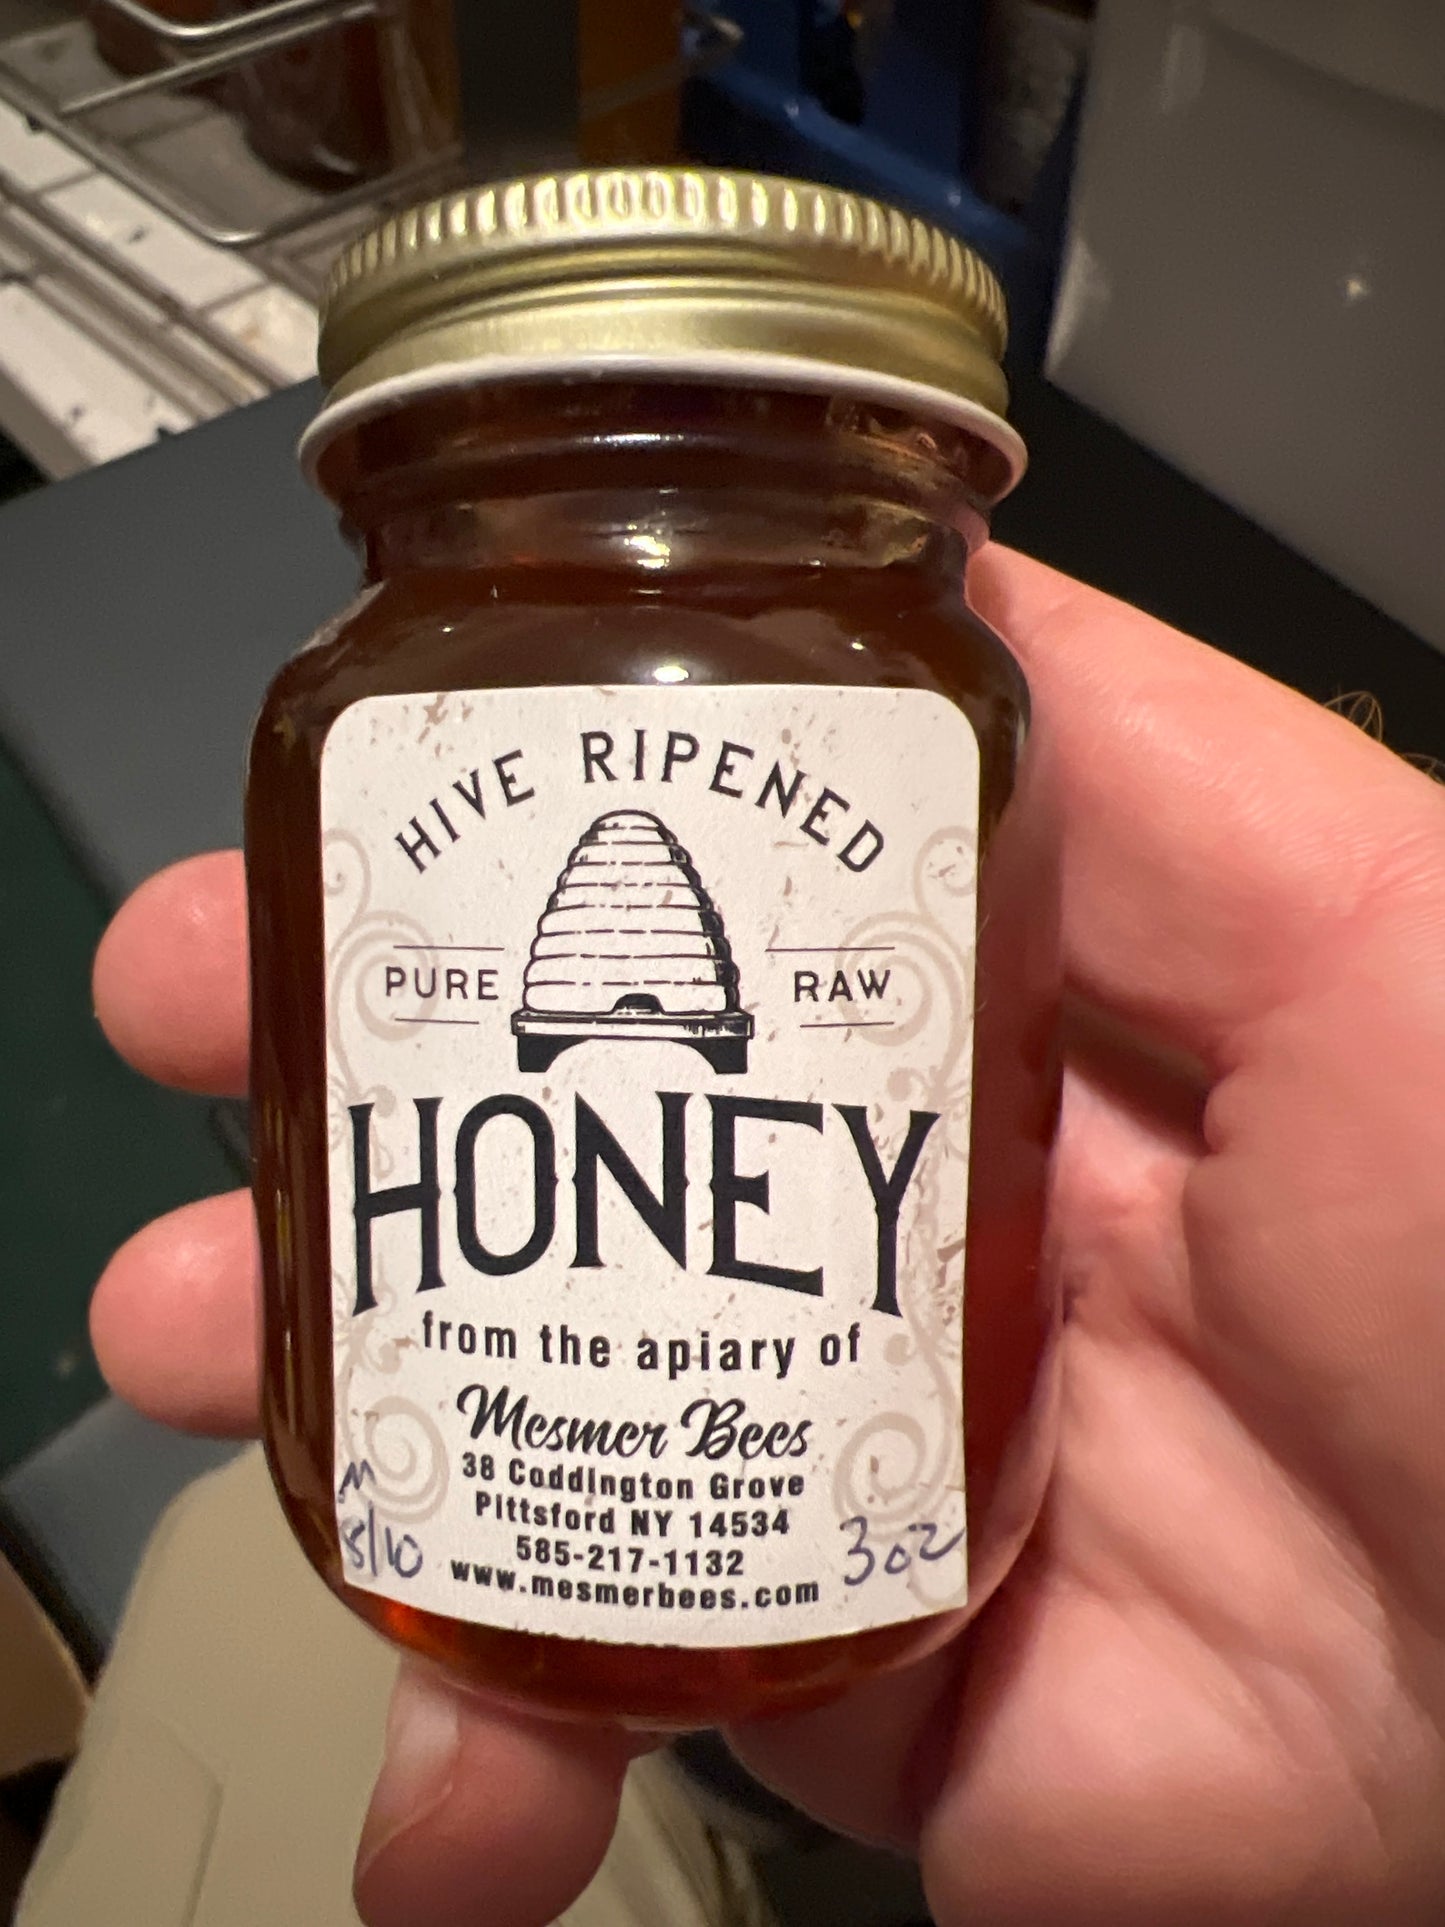 HIVE RIPENED
PURE RAW
HONEY
from the apiary of
Mesmer Bees
38 Coddington Grove
Pittsford NY 14534
585-217-1132
www.mesmerbees.com
M
8/10
3oz